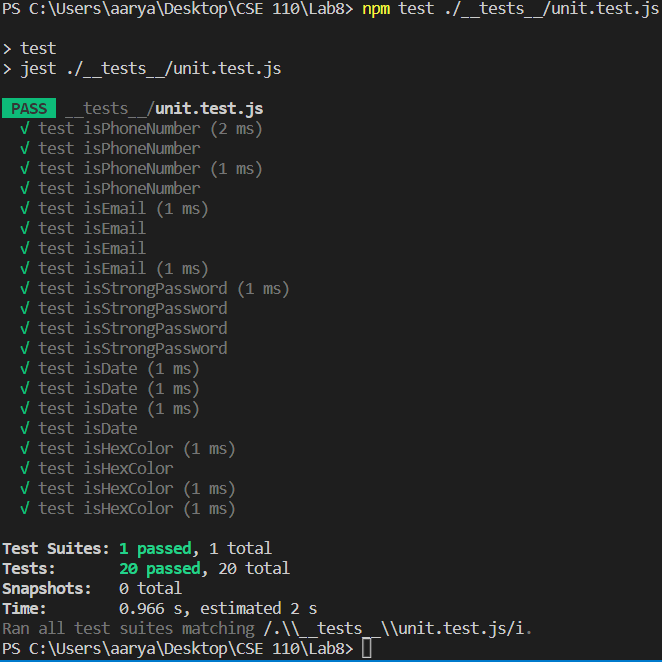 PS C:\Users\aarya\Desktop\CSE 110\Lab8> npm test ./__tests__/unit.test.js
> test
> jest ./__tests__/unit.test.js
PASS __tests__/unit.test.js
√ test isPhoneNumber (2 ms)
√ test isPhoneNumber
√ test isPhoneNumber (1 ms)
√ test isPhoneNumber
√ test isEmail (1 ms)
√ test isEmail
√ test isEmail
√ test isEmail (1 ms)
√ test isStrongPassword (1 ms)
√ test isStrongPassword
√ test isStrongPassword
√ test isStrongPassword
√ test isDate (1 ms)
√ test isDate (1 ms)
√ test isDate (1 ms)
√ test isDate
√ test isHexColor (1 ms)
√ test isHexColor
√ test isHexColor (1 ms)
√ test isHexColor (1 ms)
Test Suites: 1 passed, 1 total
Tests: 20 passed, 20 total
Snapshots: 0 total
Time: 0.966 s, estimated 2 s
Ran all test suites matching /.\\__tests__\\unit.test.js/i.
PS C:\Users\aarya\Desktop\CSE 110\Lab8>